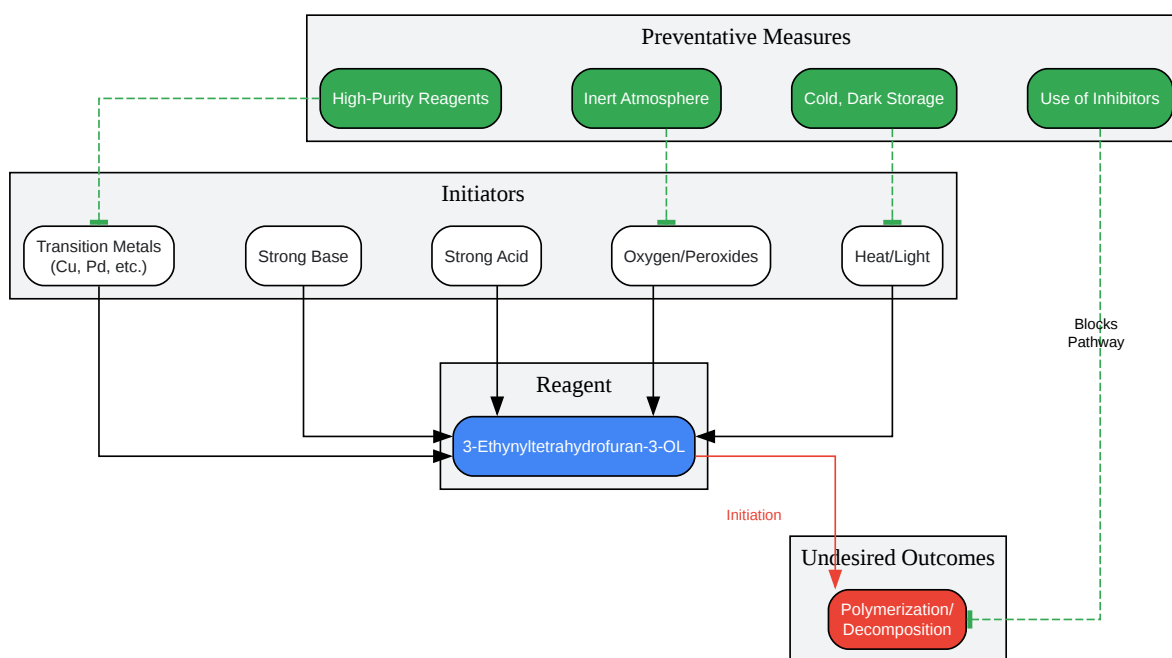 Preventative Measures
High-Purity Reagents
Inert Atmosphere
Cold, Dark Storage
Use of Inhibitors
Initiators
Transition Metals
(Cu, Pd, etc.)
Strong Base
Strong Acid
Oxygen/Peroxides
Heat/Light
Blocks
Pathway
Reagent
3-Ethynyltetrahydrofuran-3-OL
Initiation
Undesired Outcomes
Polymerization/
Decomposition